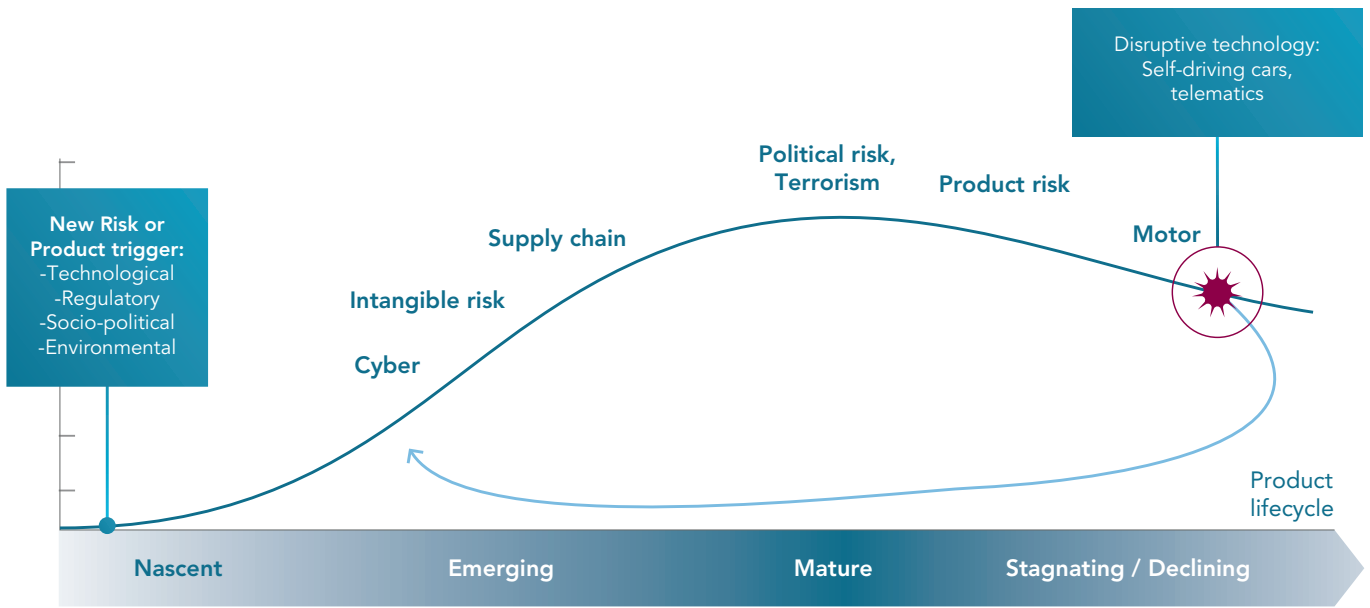 Disruptive technology:
Self-driving cars,
telematics
Political risk,
Terrorism
Product risk
New Risk or
Product trigger:
-Technological
-Regulatory
-Socio-political
-Environmental
Supply chain
Motor
Intangible risk
Cyber
Product
lifecycle
Nascent
Emerging
Mature
Stagnating / Declining